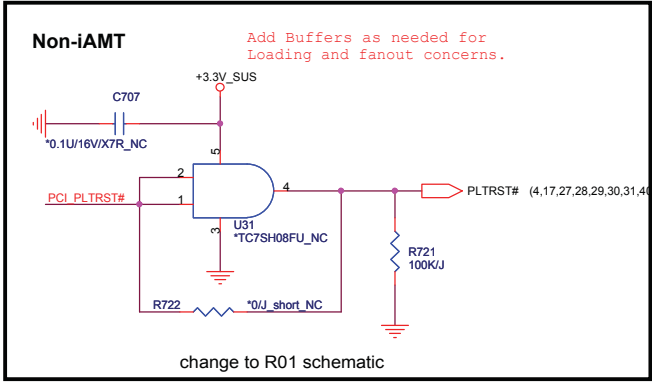 Non-iAMT
Add Buffers as needed for
Loading and fanout concerns.
+3.3V_SUS
C707
*0.1U/16V/X7R_NC
5
2
4
PLTRST# (4,17,27,28,29,30,31,40
PCI_PLTRST#
1
U31
3
*TC7SH08FU_NC
R721
100K/J
R722
*0/J_short_NC
change to R01 schematic